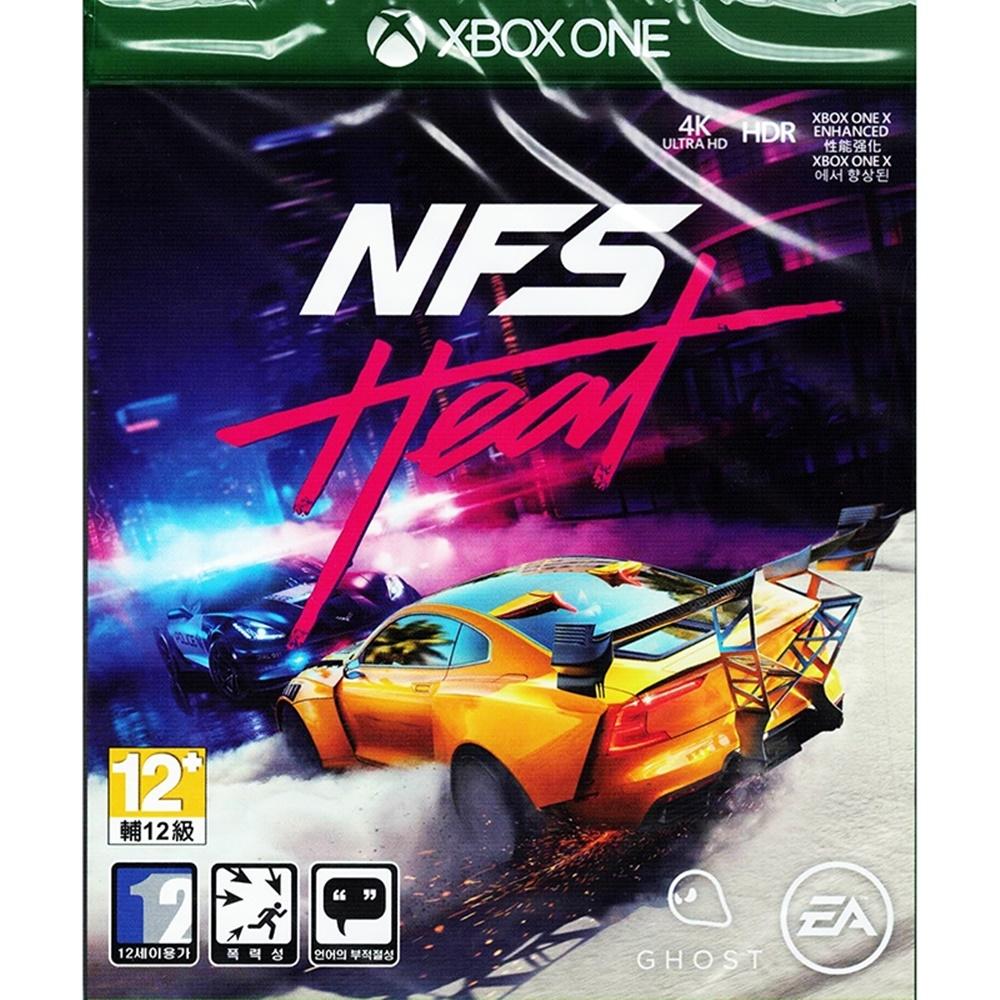 XBOX ONE
4K
ULTRA HD
HDR
XBOX ONE X
ENHANCED
性能强化
XBOX ONE X
에서 향상된
NFS
Heat
POLICE
12+
輔12級
12
12세이용가
폭력성
“ ”
언어의 부적절성
GHOST
EA